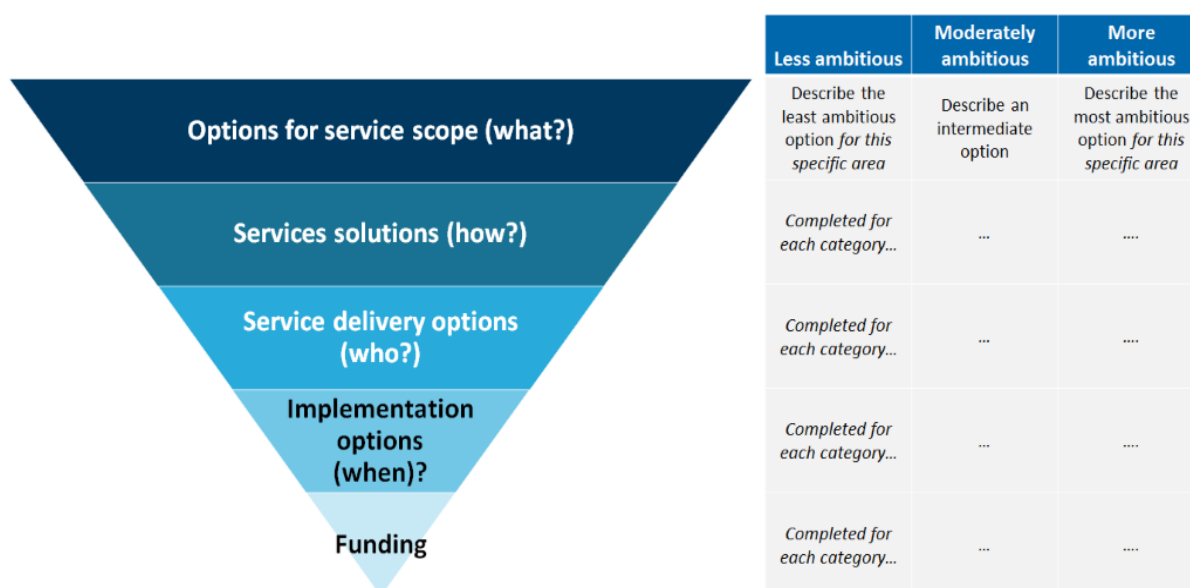 Less ambitious
Moderately
ambitious
More
ambitious
Options for service scope (what?)
Describe the
least ambitious
option for this
specific area
Describe an
intermediate
option
Describe the
most ambitious
option for this
specific area
Services solutions (how?)
Completed for
each category...
...
....
Service delivery options
(who?)
Completed for
each category...
...
....
Implementation
options
(when)?
Completed for
each category...
...
....
Funding
Completed for
each category...
...
....